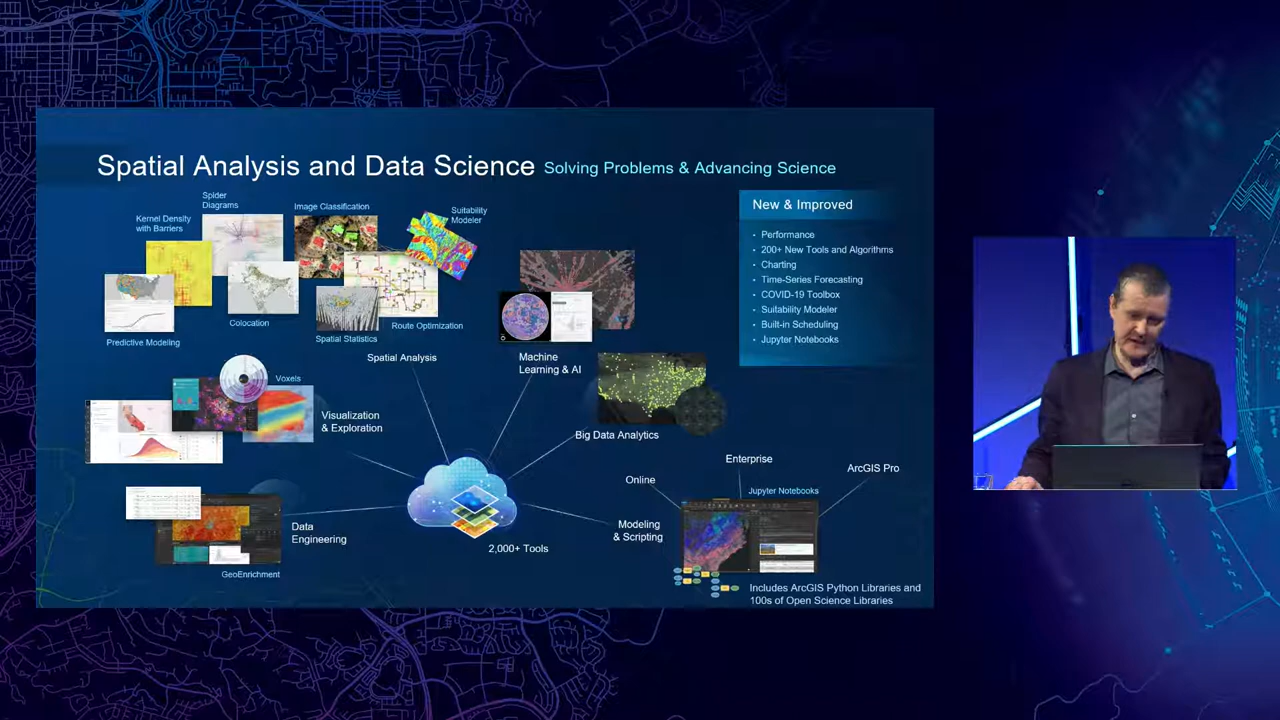 Spatial Analysis and Data Science Solving Problems & Advancing Science
New & Improved
Performance
200+ New Tools and Algorithms
Charting
Time-Series Forecasting
COVID-19 Toolbox
Suitability Modeler
Built-in Scheduling
Jupyter Notebooks
Spider
Diagrams
Kernel Density
with Barriers
Image Classification
Suitability
Modeler
Colocation
Predictive Modeling
Spatial Statistics
Route Optimization
Spatial Analysis
Machine
Learning & AI
Voxels
Visualization
& Exploration
Big Data Analytics
Enterprise
Online
ArcGIS Pro
Jupyter Notebooks
Modeling
& Scripting
Data
Engineering
2,000+ Tools
GeoEnrichment
Includes ArcGIS Python Libraries and
100s of Open Science Libraries